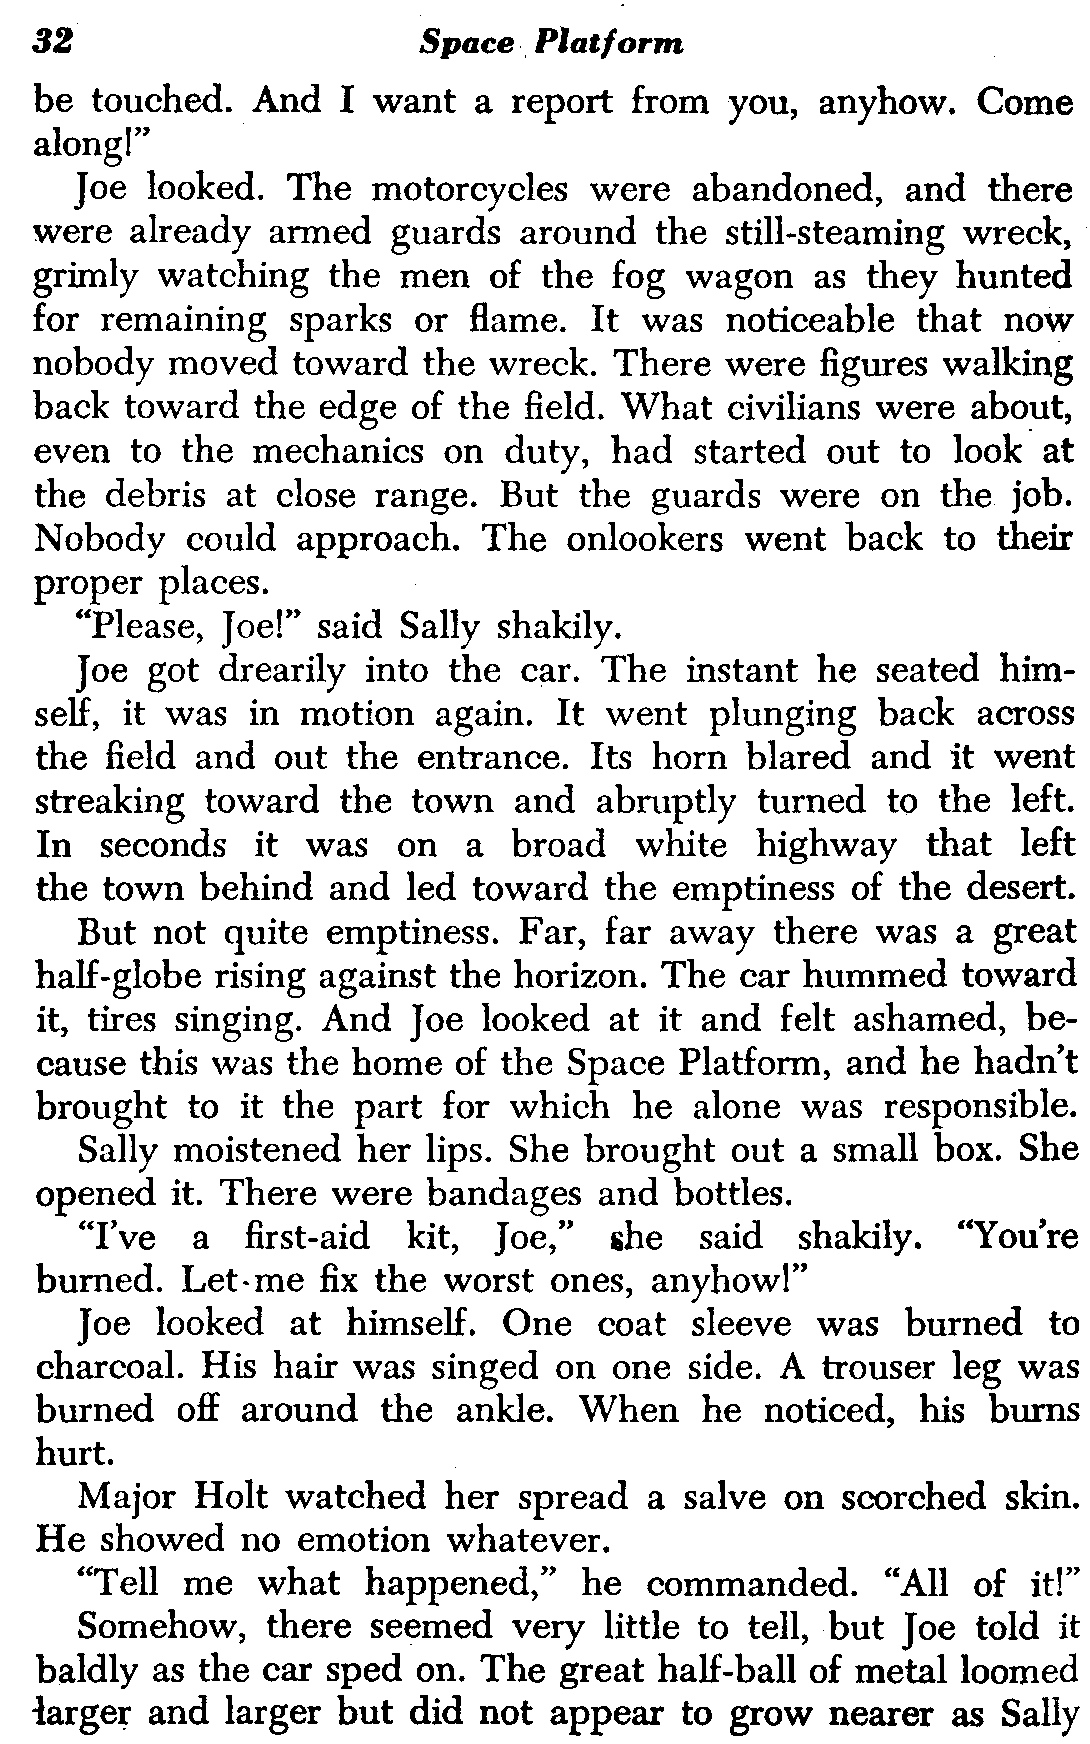 32 Space Platform
be touched. And I want a report from you, anyhow. Come
along!”
Joe looked. The motorcycles were abandoned, and there
were already armed guards around the still-steaming wreck,
grimly watching the men of the fog wagon as they hunted
for remaining sparks or flame. It was noticeable that now
nobody moved toward the wreck. There were figures walking
back toward the edge of the field. What civilians were about,
even to the mechanics on duty, had started out to look at
the debris at close range. But the guards were on the job.
Nobody could approach. The onlookers went back to their
proper places.
“Please, Joe!” said Sally shakily.
Joe got drearily into the car. The instant he seated him-
self, it was in motion again. It went plunging back across
the field and out the entrance. Its horn blared and it went
streaking toward the town and abruptly turned to the left.
In seconds it was on a broad white highway that left
the town behind and led toward the emptiness of the desert.
But not quite emptiness. Far, far away there was a great
half-globe rising against the horizon. The car hummed toward
it, tires singing. And Joe looked at it and felt ashamed, be-
cause this was the home of the Space Platform, and he hadn’t
brought to it the part for which he alone was responsible.
Sally moistened her lips. She brought out a small box. She
opened it. There were bandages and bottles.
“I’ve a first-aid kit, Joe,” she said shakily. “You’re
burned. Let me fix the worst ones, anyhow!”
Joe looked at himself. One coat sleeve was burned to
charcoal. His hair was singed on one side. A trouser leg was
burned off around the ankle. When he noticed, his burns
hurt.
Major Holt watched her spread a salve on scorched skin.
He showed no emotion whatever.
“Tell me what happened,” he commanded. “All of it!”
Somehow, there seemed very little to tell, but Joe told it
baldly as the car sped on. The great half-ball of metal loomed
larger and larger but did not appear to grow nearer as Sally